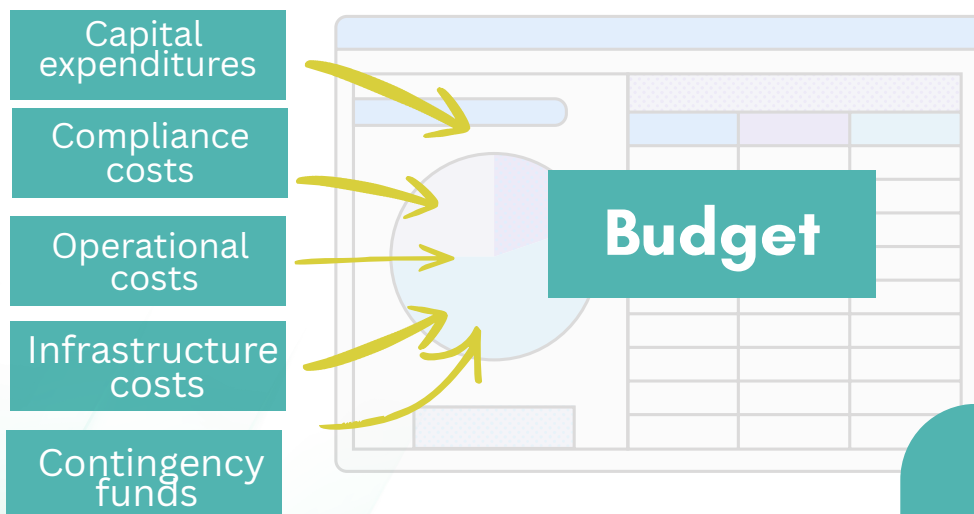 Capital
expenditures
Compliance
costs
Operational
costs
Infrastructure
costs
Contingency
funds
Budget